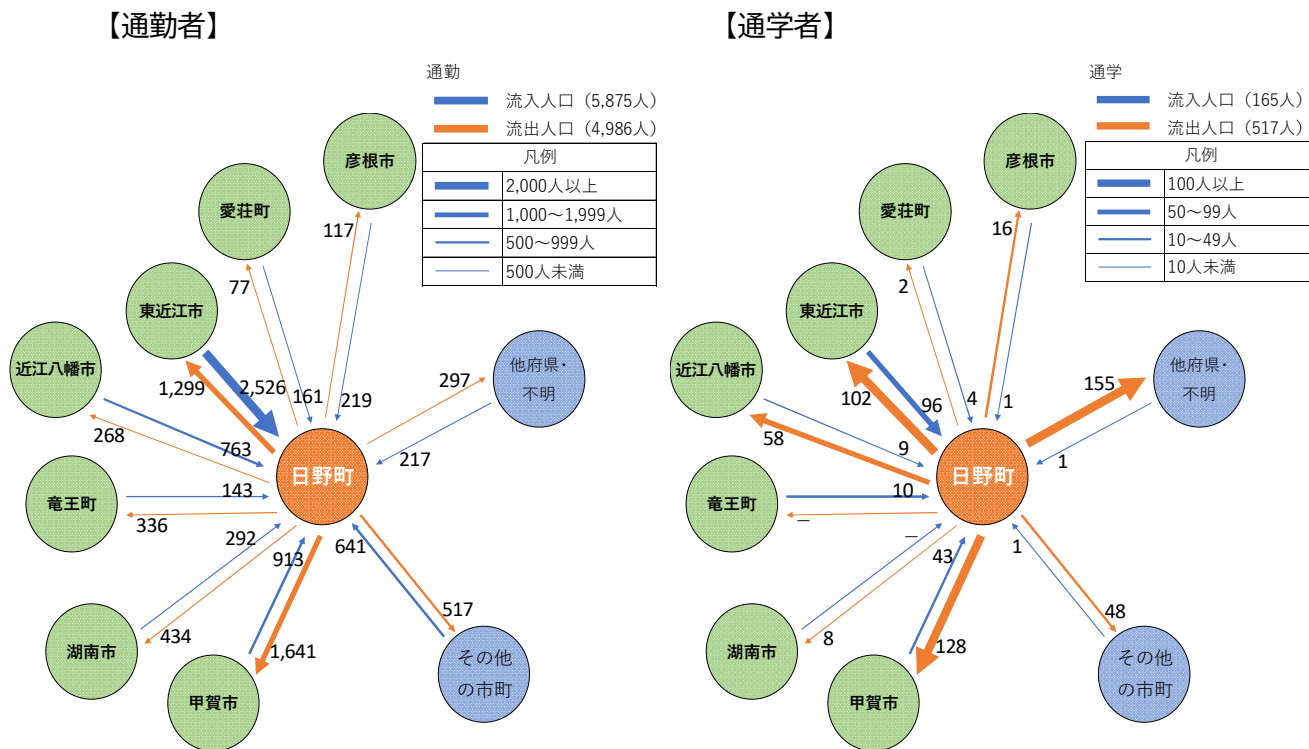 【通勤者】
通勤
流入人口（5,875人）
流出人口（4,986人）
凡例
2,000人以上
1,000～1,999人
500～999人
500人未満
彦根市
愛荘町
117
77
東近江市
近江八幡市
1,299
2,526
161
219
297
他府県・
不明
268
763
217
日野町
竜王町
143
336
292
913
641
434
湖南市
1,641
517
甲賀市
その他
の市町
【通学者】
通学
流入人口（165人）
流出人口（517人）
凡例
100人以上
50～99人
10～49人
10人未満
彦根市
愛荘町
16
2
東近江市
近江八幡市
102
96
4
1
155
他府県・
不明
58
9
1
日野町
竜王町
10
－
－
43
1
8
湖南市
128
48
甲賀市
その他
の市町